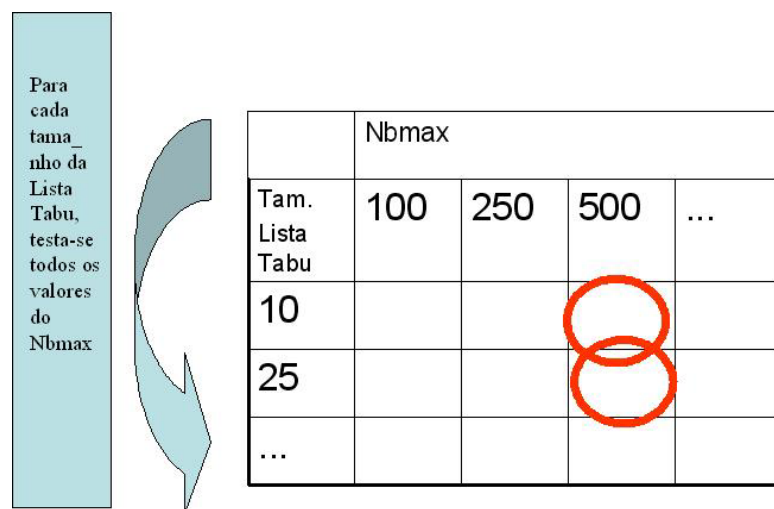 Para
cada
tama_
nho da
Lista
Tabu,
testa-se
todos os
valores
do
Nbmax
Nbmax
Tam.
Lista
Tabu
100 250 500 ...
10
25
...